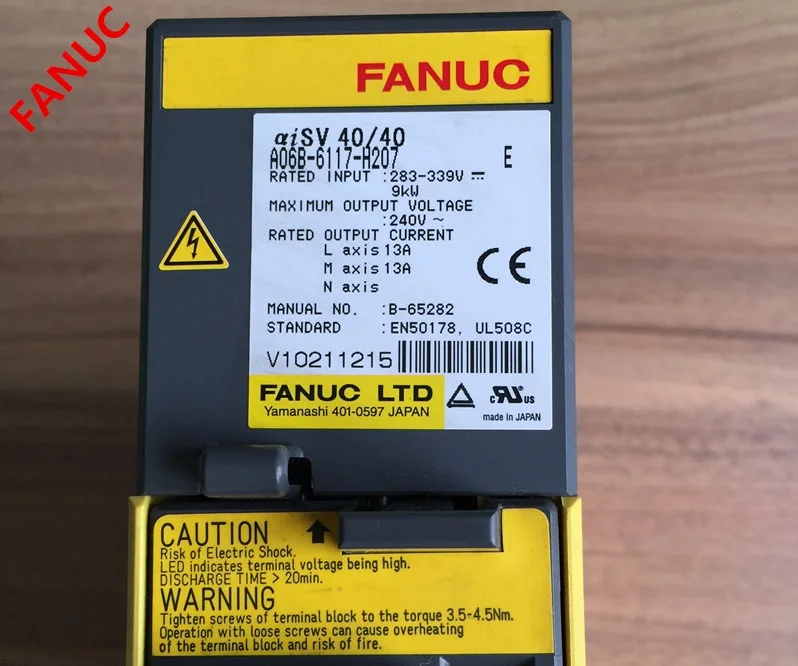 FANUC
FANUC
αiSV 40/40
A06B-6117-H207 E
RATED INPUT :283-339V ⎓
9kW
MAXIMUM OUTPUT VOLTAGE
:240V ~
RATED OUTPUT CURRENT
L axis 13A
M axis 13A
N axis
CE
MANUAL NO. :B-65282
STANDARD :EN50178, UL508C
V10211215
FANUC LTD
Yamanashi 401-0597 JAPAN
c RU US
made in JAPAN
CAUTION
Risk of Electric Shock.
LED indicates terminal voltage being high.
DISCHARGE TIME > 20min.
WARNING
Tighten screws of terminal block to the torque 3.5-4.5Nm.
Operation with loose screws can cause overheating
of the terminal block and risk of fire.